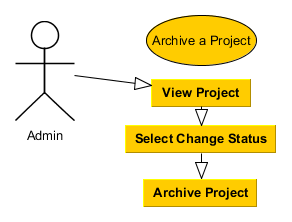 Archive a Project
View Project
Admin
Select Change Status
Archive Project